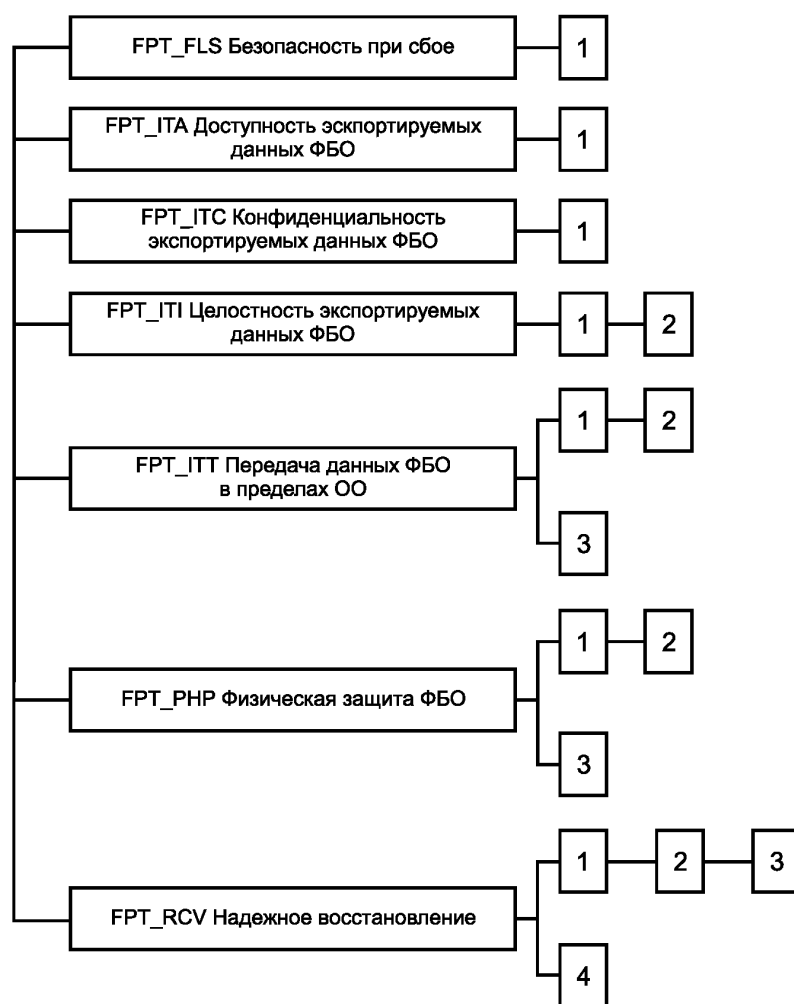 FPT_FLS Безопасность при сбое
1
FPT_ITA Доступность эскпортируемых
данных ФБО
1
FPT_ITC Конфиденциальность
экспортируемых данных ФБО
1
FPT_ITI Целостность экспортируемых
данных ФБО
1
2
FPT_ITT Передача данных ФБО
в пределах ОО
1
2
3
FPT_PHP Физическая защита ФБО
1
2
3
FPT_RCV Надежное восстановление
1
2
3
4